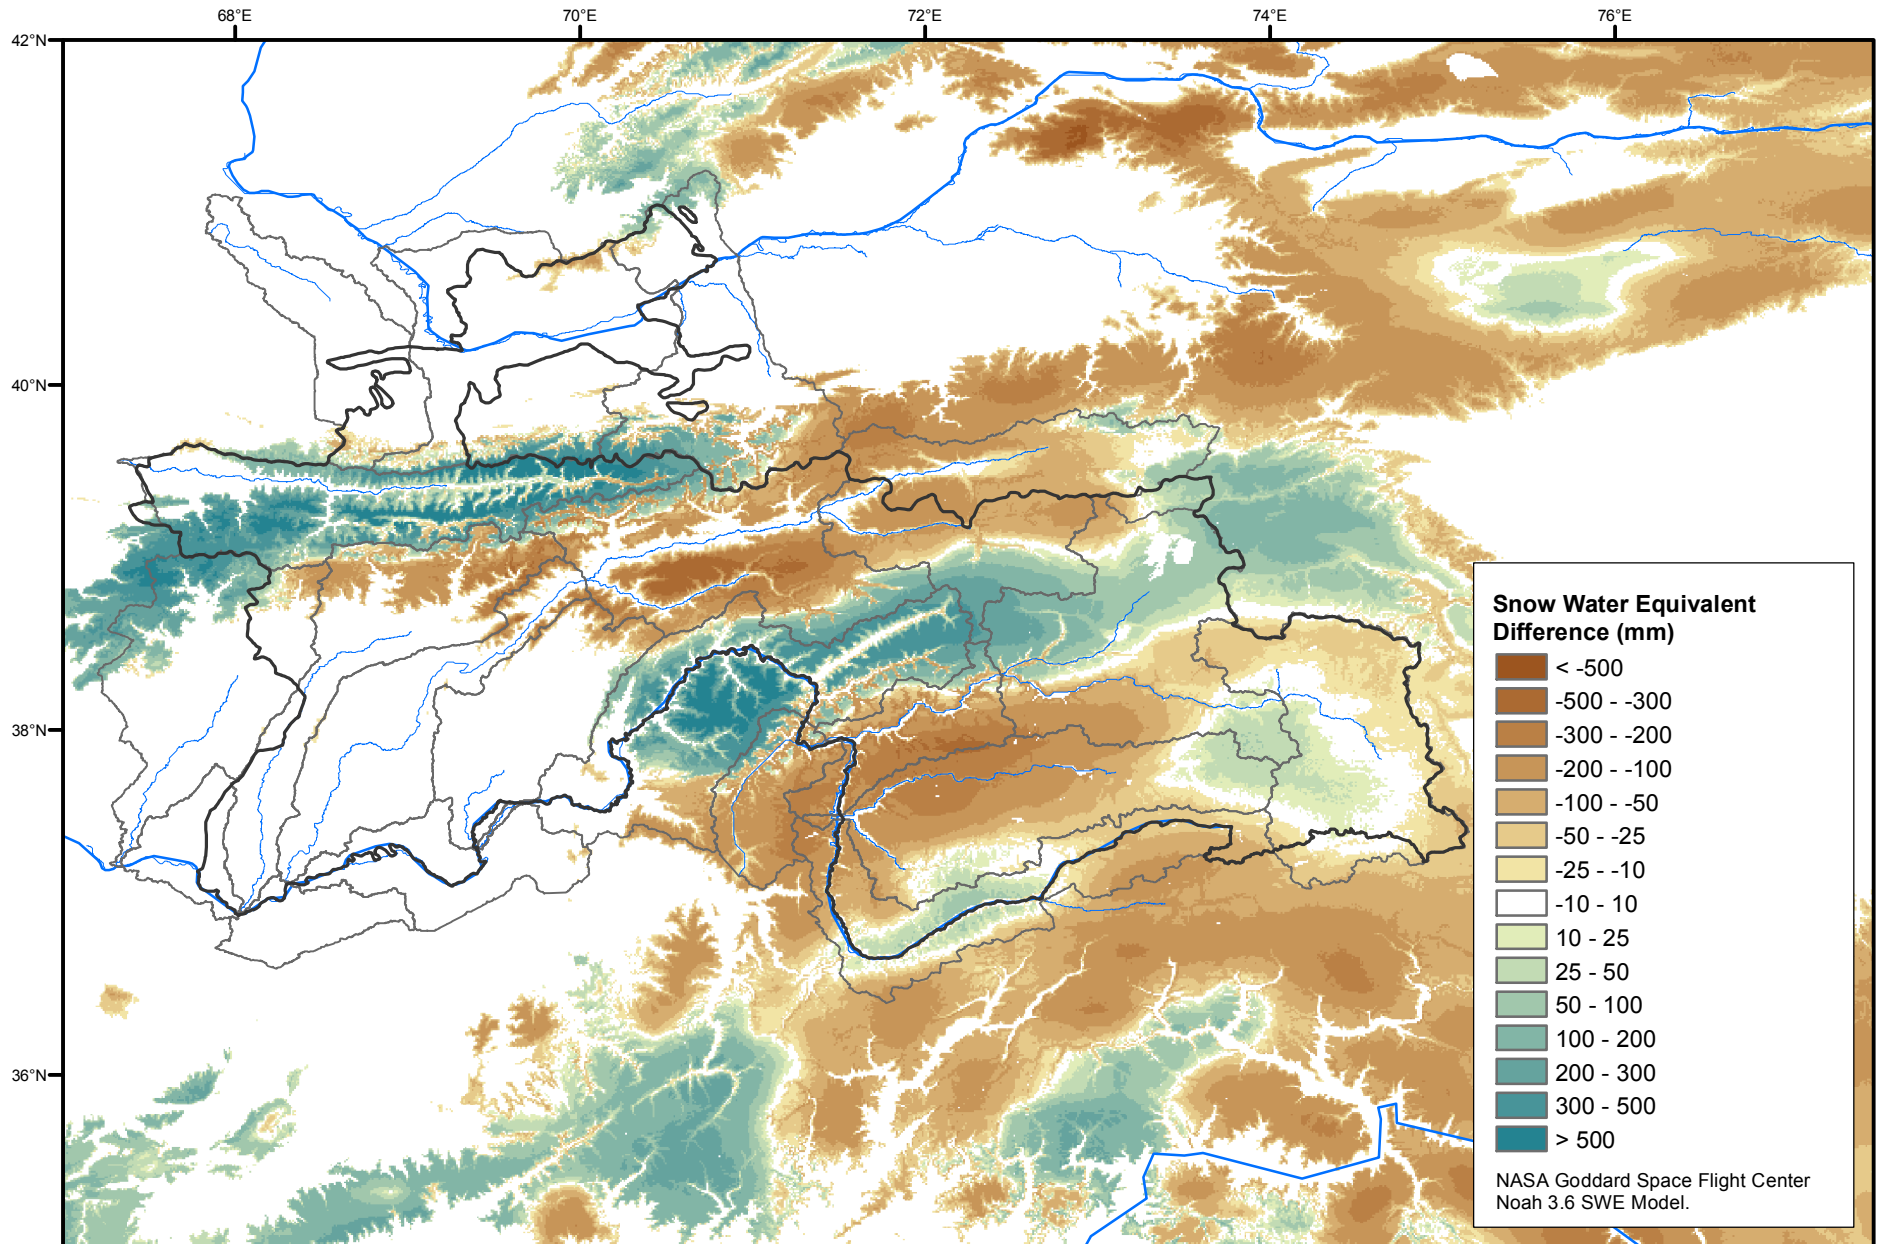 68°E 70°E 72°E 74°E 76°E
42°N
40°N
38°N
36°N
Snow Water Equivalent
Difference (mm)
< -500
-500 - -300
-300 - -200
-200 - -100
-100 - -50
-50 - -25
-25 - -10
-10 - 10
10 - 25
25 - 50
50 - 100
100 - 200
200 - 300
300 - 500
> 500
NASA Goddard Space Flight Center
Noah 3.6 SWE Model.